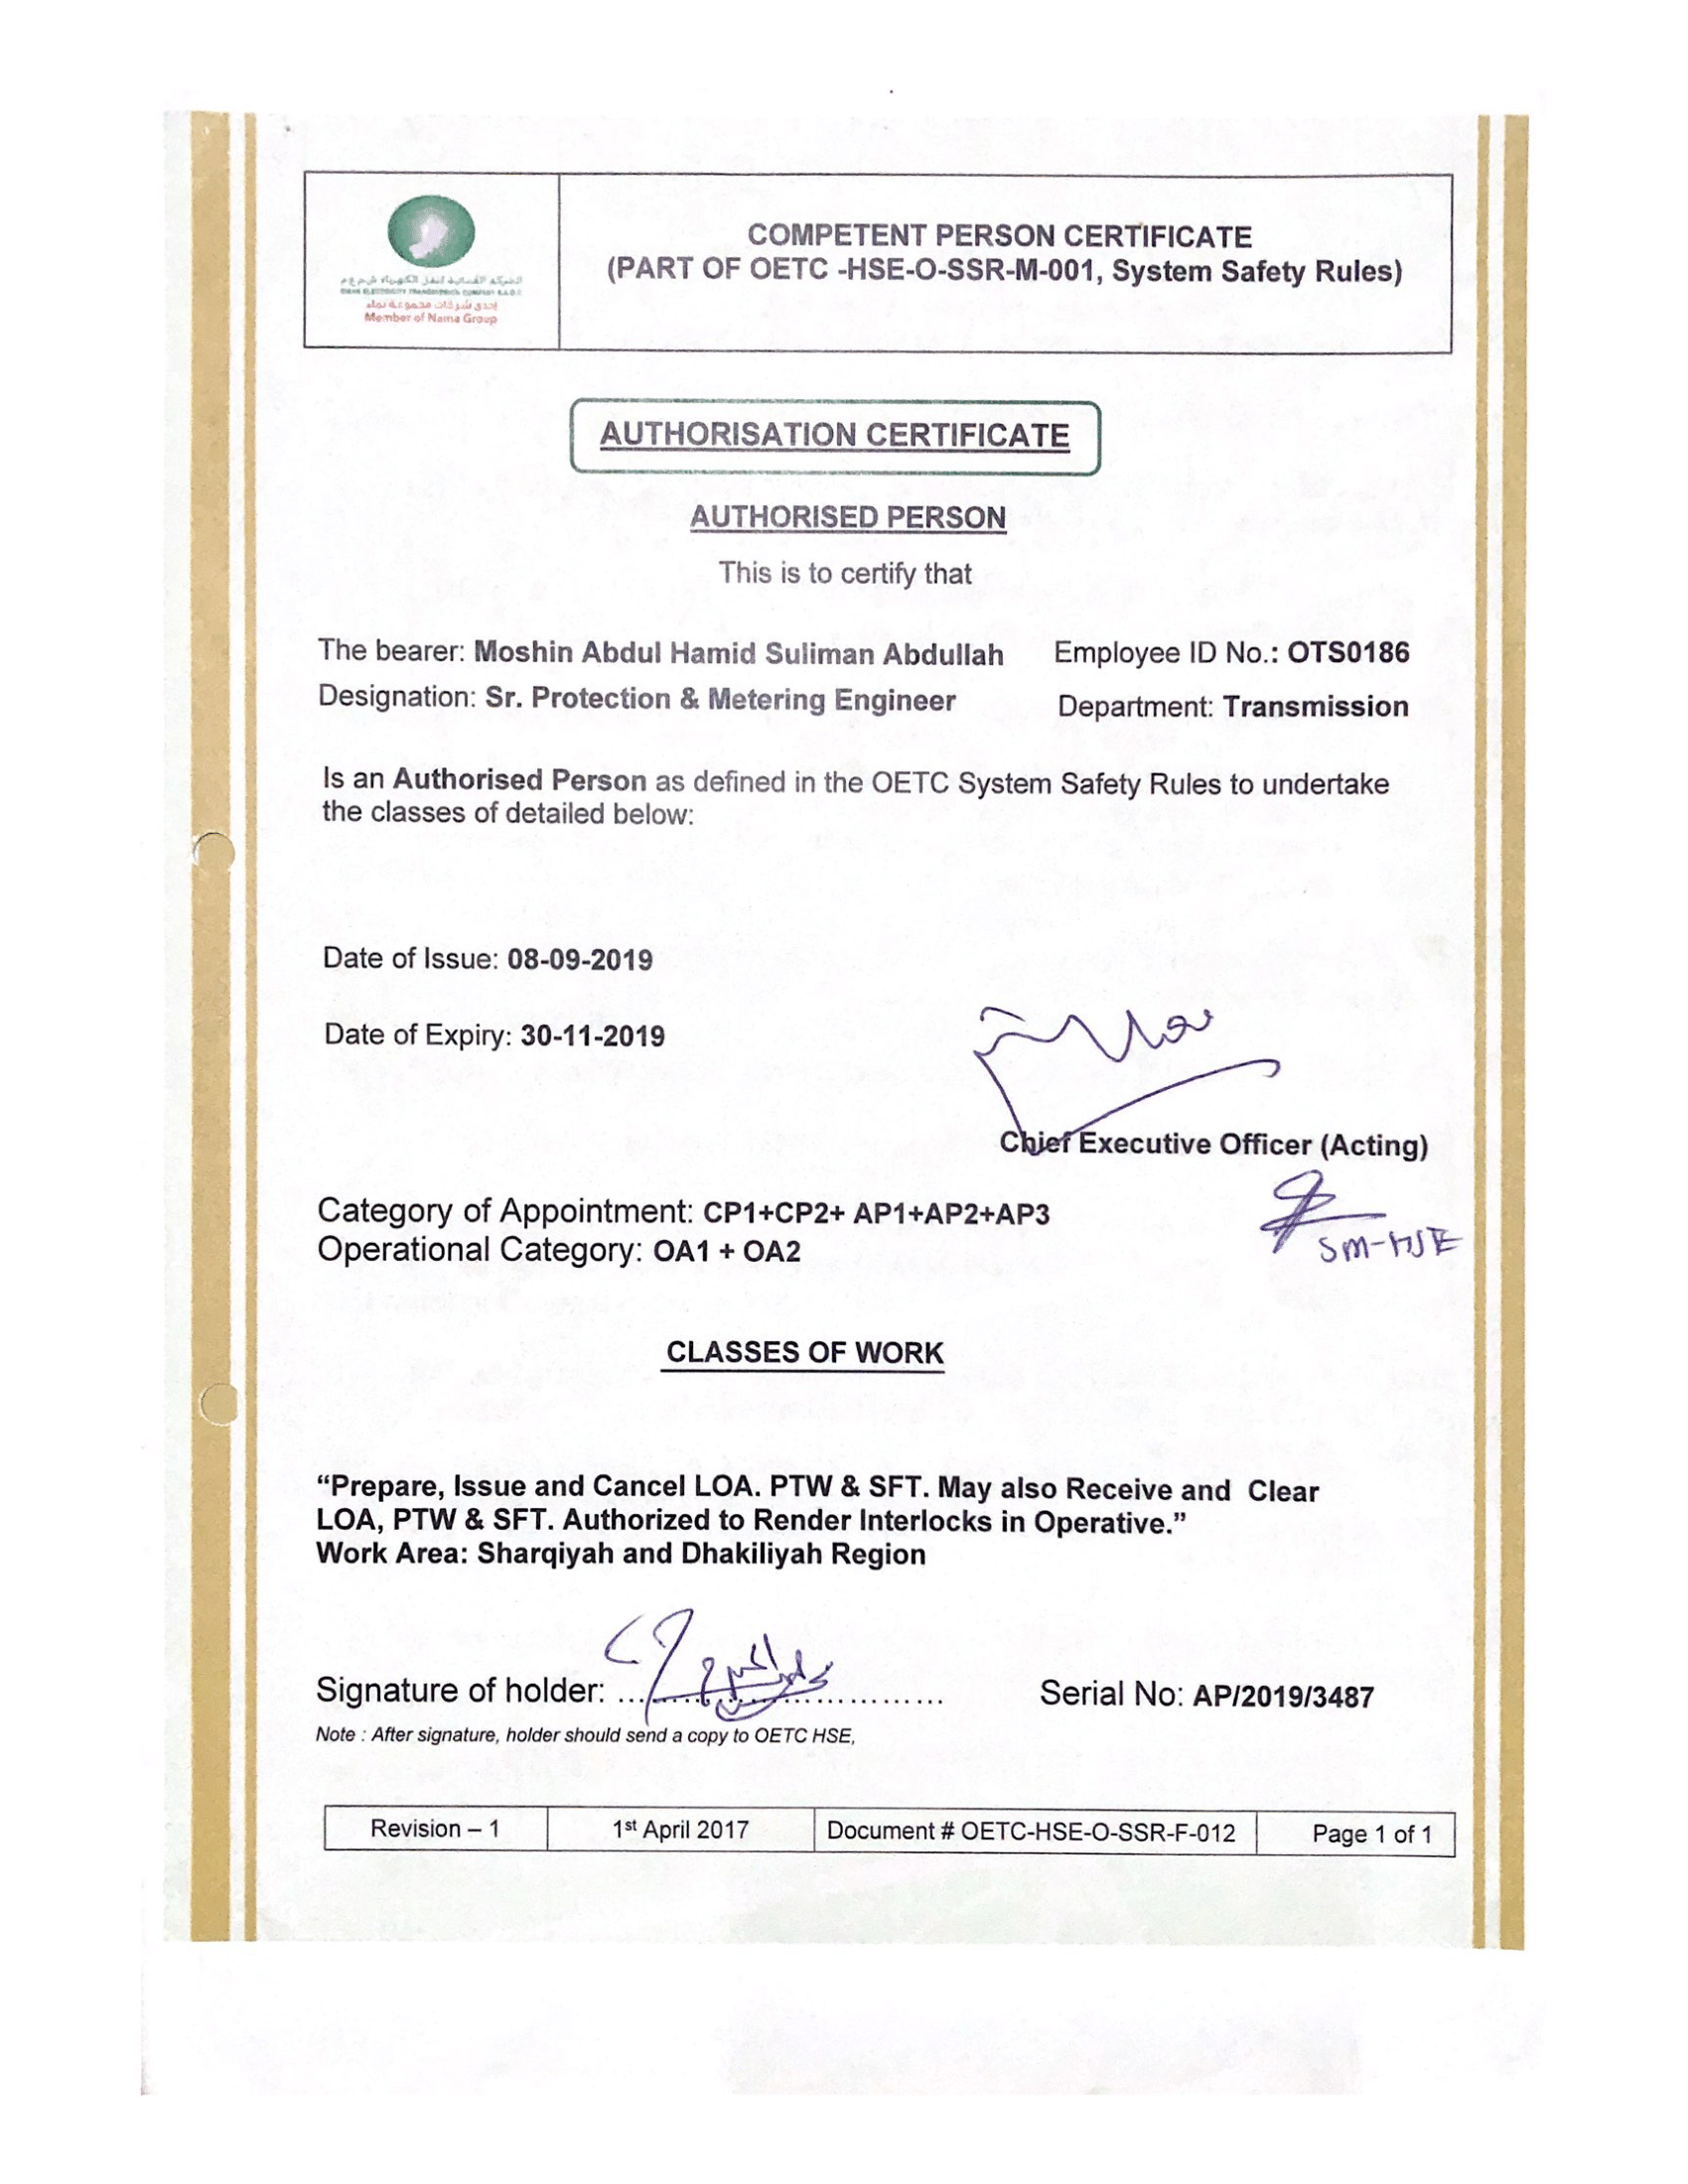 الشركة العمانية لنقل الكهرباء ش.م.ع.م
OMAN ELECTRICITY TRANSMISSION COMPANY S.A.O.C
إحدى شركات مجموعة نماء
Member of Nama Group
COMPETENT PERSON CERTIFICATE
(PART OF OETC -HSE-O-SSR-M-001, System Safety Rules)
AUTHORISATION CERTIFICATE
AUTHORISED PERSON
This is to certify that
The bearer: Moshin Abdul Hamid Suliman Abdullah Employee ID No.: OTS0186
Designation: Sr. Protection & Metering Engineer Department: Transmission
Is an Authorised Person as defined in the OETC System Safety Rules to undertake
the classes of detailed below:
Date of Issue: 08-09-2019
Date of Expiry: 30-11-2019
Chief Executive Officer (Acting)
Category of Appointment: CP1+CP2+ AP1+AP2+AP3
SM-HSE
Operational Category: OA1 + OA2
CLASSES OF WORK
“Prepare, Issue and Cancel LOA. PTW & SFT. May also Receive and Clear
LOA, PTW & SFT. Authorized to Render Interlocks in Operative.”
Work Area: Sharqiyah and Dhakiliyah Region
Signature of holder: .......................... Serial No: AP/2019/3487
Note : After signature, holder should send a copy to OETC HSE,
Revision – 1 1st April 2017 Document # OETC-HSE-O-SSR-F-012 Page 1 of 1